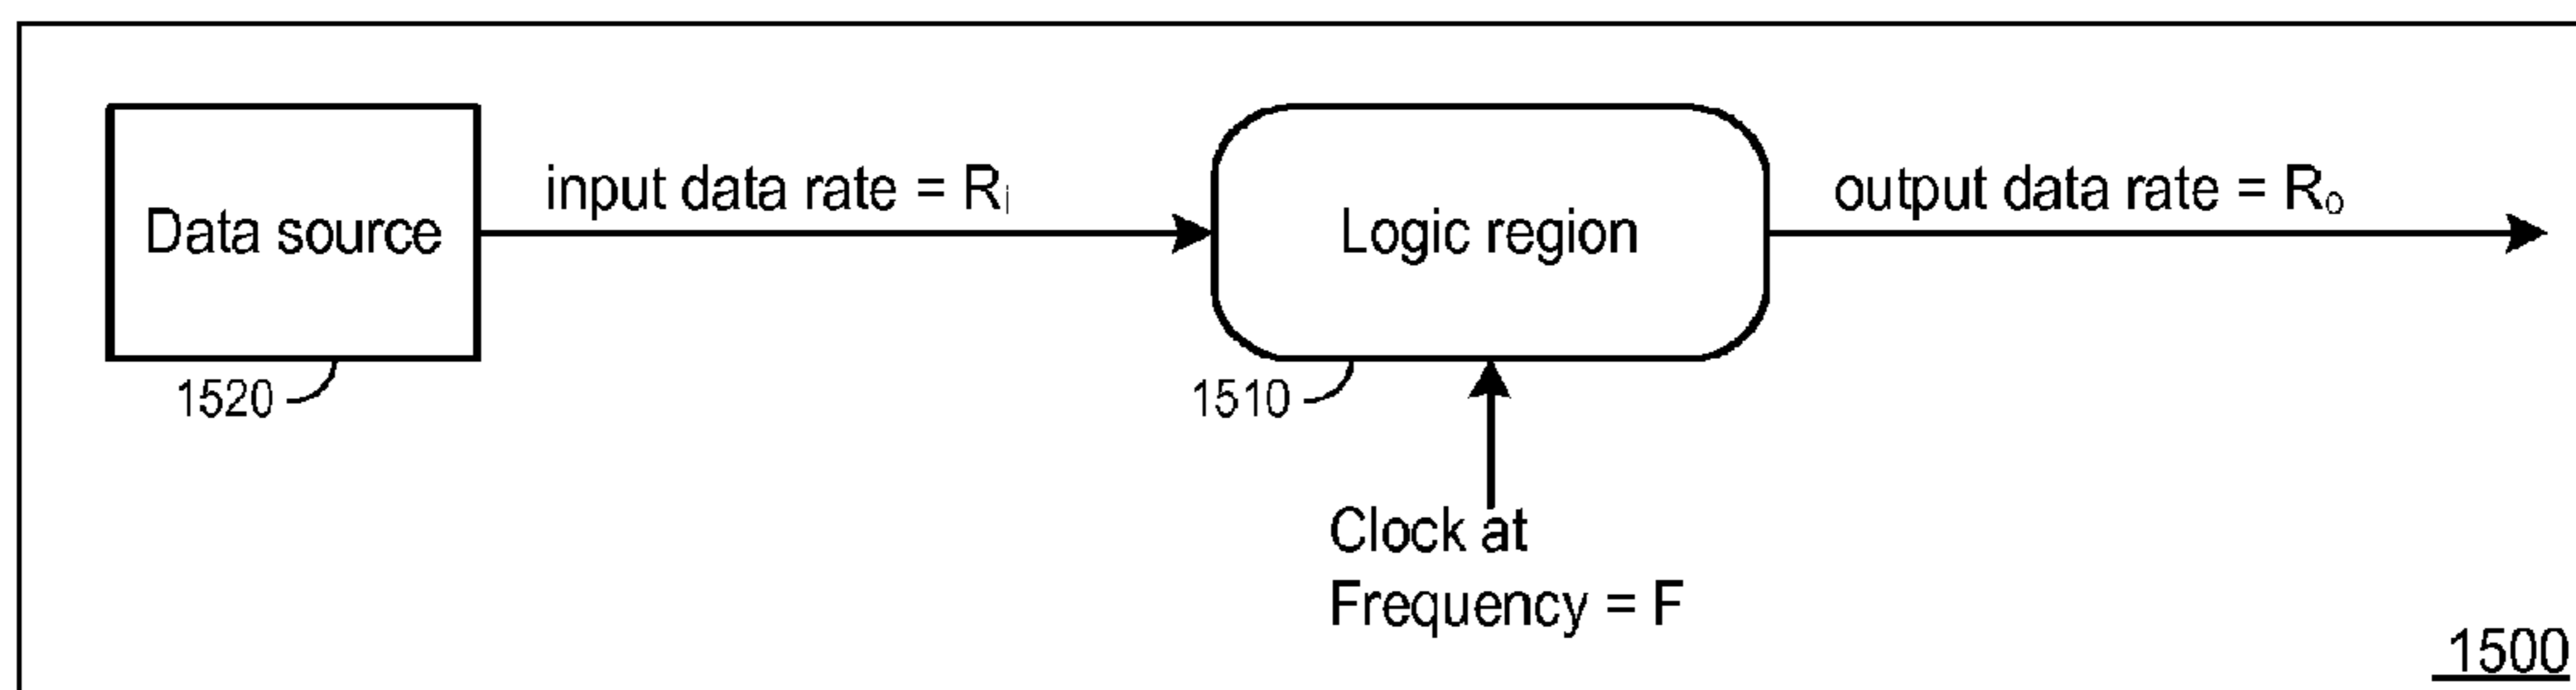 Data source
input data rate = Rᵢ
Logic region
output data rate = Rₒ
1520
1510
Clock at
Frequency = F
1500